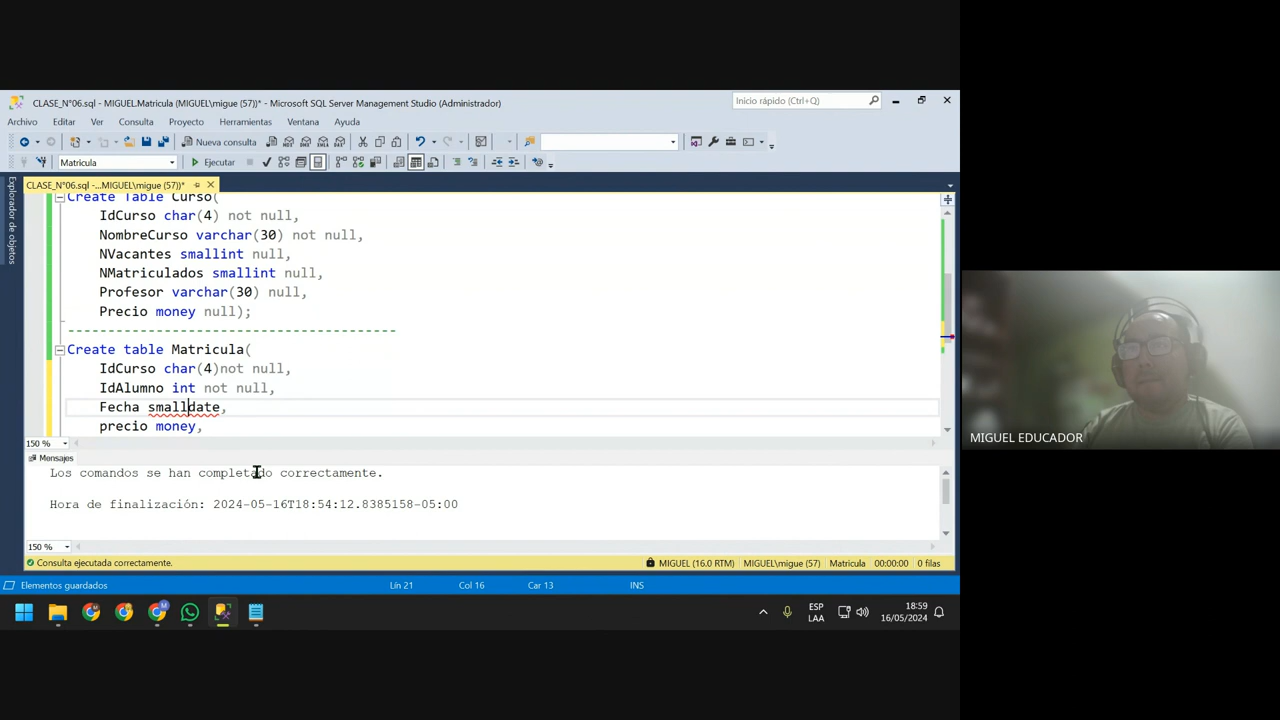 CLASE_N°06.sql - MIGUEL.Matricula (MIGUEL\migue (57))* - Microsoft SQL Server Management Studio (Administrador)
Inicio rápido (Ctrl+Q)
Archivo Editar Ver Consulta Proyecto Herramientas Ventana Ayuda
Nueva consulta
Matricula
Ejecutar
CLASE_N°06.sql -...MIGUEL\migue (57))*
Explorador de objetos
Create Table Curso(
IdCurso char(4) not null,
NombreCurso varchar(30) not null,
NVacantes smallint null,
NMatriculados smallint null,
Profesor varchar(30) null,
Precio money null);
-----------------------------------------
Create table Matricula(
IdCurso char(4)not null,
IdAlumno int not null,
Fecha smalldate,
precio money,
150 %
Mensajes
Los comandos se han completado correctamente.
Hora de finalización: 2024-05-16T18:54:12.8385158-05:00
150 %
Consulta ejecutada correctamente.
MIGUEL (16.0 RTM)
MIGUEL\migue (57)
Matricula
00:00:00
0 filas
Elementos guardados
Lín 21
Col 16
Car 13
INS
ESP
LAA
18:59
16/05/2024
MIGUEL EDUCADOR